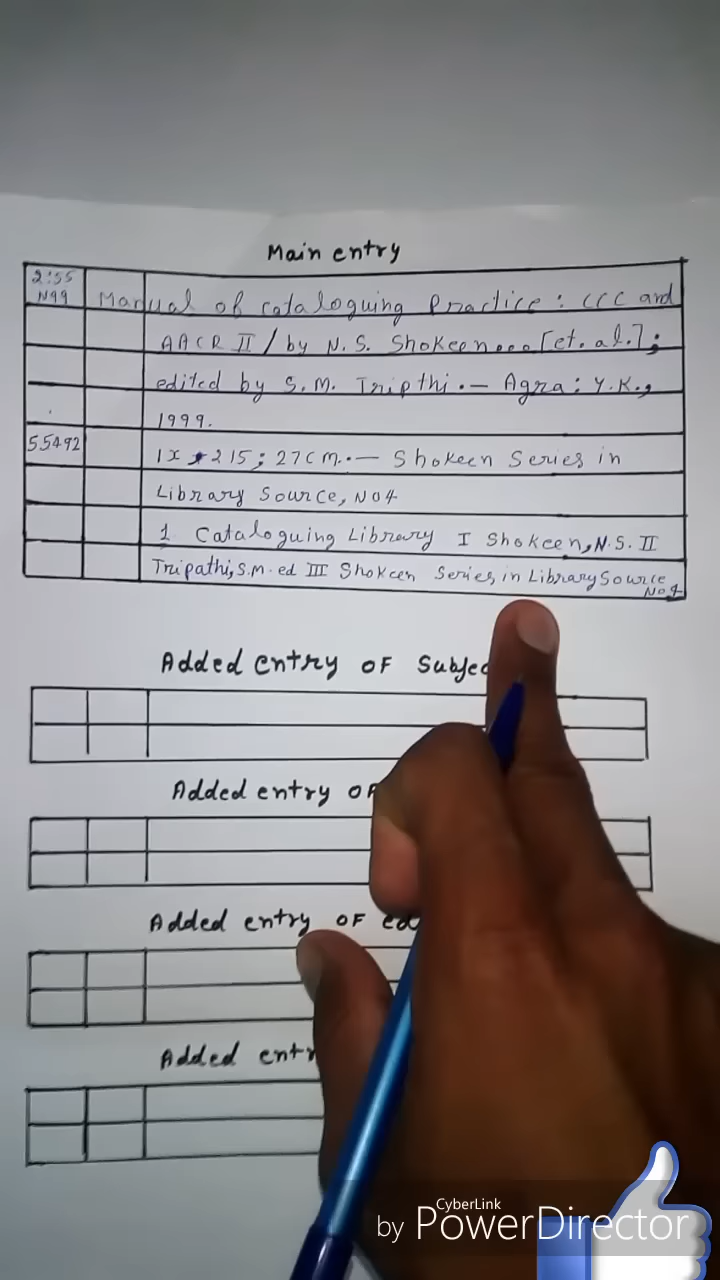 Main entry
2:55
N99 Manual of cataloguing Practice: CCC and
AACR II / by N. S. Shokeen... [et. al.];
edited by S. M. Tripthi. — Agra: Y.K.,
1999.
55492 IX, 215; 27cm. — Shokeen Series in
Library Source, No4
1. Cataloguing Library I Shokeen, N.S. II
Tripathi, S.M. ed III Shokeen Series, in Library Source
No4
Added entry OF Subjec
Added entry OF
Added entry OF ed
Added entr
CyberLink
by PowerDirector